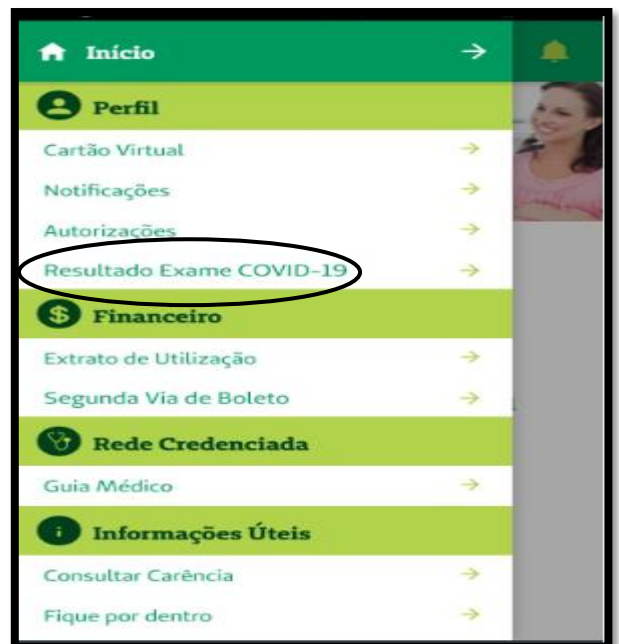 Início
Perfil
Cartão Virtual
Notificações
Autorizações
Resultado Exame COVID-19
Financeiro
Extrato de Utilização
Segunda Via de Boleto
Rede Credenciada
Guia Médico
Informações Úteis
Consultar Carência
Fique por dentro